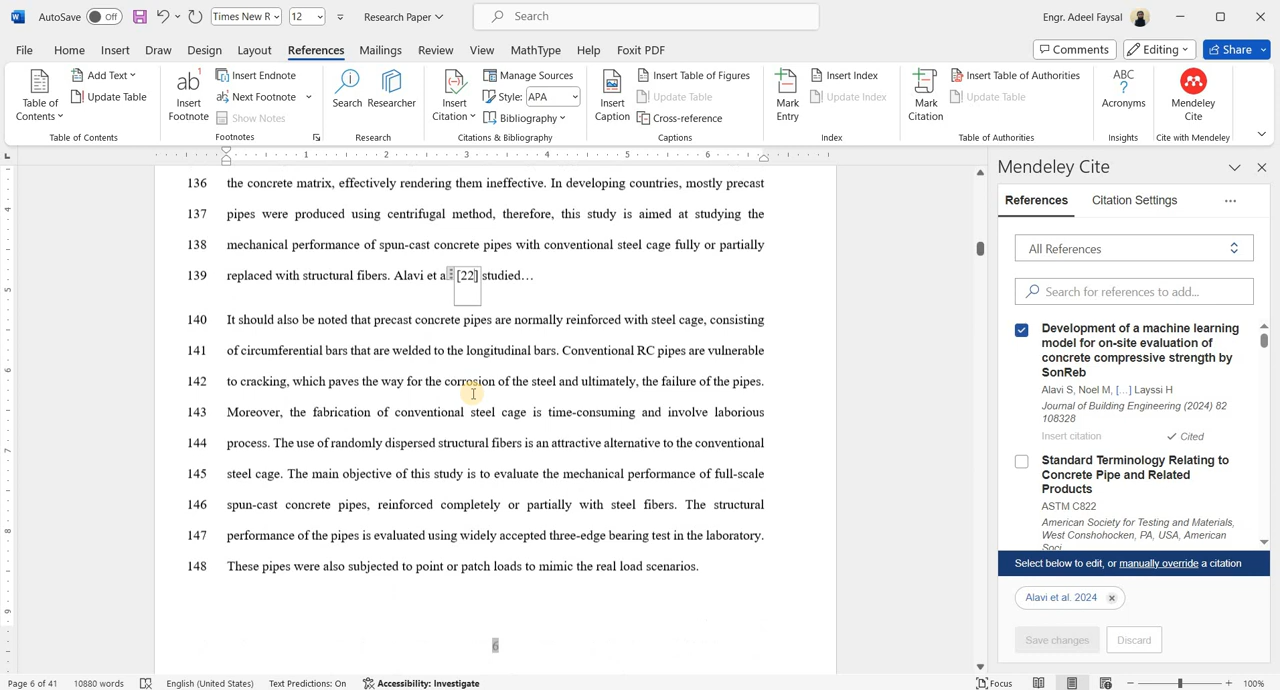 AutoSave Off Times New R 12 Research Paper Search Engr. Adeel Faysal
File Home Insert Draw Design Layout References Mailings Review View MathType Help Foxit PDF Comments Editing Share
Table of Contents
Add Text
Update Table
Table of Contents
ab
Insert Footnote
Insert Endnote
Next Footnote
Show Notes
Footnotes
Search
Researcher
Research
Insert Citation
Manage Sources
Style: APA
Bibliography
Citations & Bibliography
Insert Caption
Insert Table of Figures
Update Table
Cross-reference
Captions
Mark Entry
Insert Index
Update Index
Index
Mark Citation
Insert Table of Authorities
Update Table
Table of Authorities
ABC
Acronyms
Insights
Mendeley Cite
Cite with Mendeley
1 2 3 4 5 6
136 the concrete matrix, effectively rendering them ineffective. In developing countries, mostly precast
137 pipes were produced using centrifugal method, therefore, this study is aimed at studying the
138 mechanical performance of spun-cast concrete pipes with conventional steel cage fully or partially
139 replaced with structural fibers. Alavi et a [22] studied…
140 It should also be noted that precast concrete pipes are normally reinforced with steel cage, consisting
141 of circumferential bars that are welded to the longitudinal bars. Conventional RC pipes are vulnerable
142 to cracking, which paves the way for the corrosion of the steel and ultimately, the failure of the pipes.
143 Moreover, the fabrication of conventional steel cage is time-consuming and involve laborious
144 process. The use of randomly dispersed structural fibers is an attractive alternative to the conventional
145 steel cage. The main objective of this study is to evaluate the mechanical performance of full-scale
146 spun-cast concrete pipes, reinforced completely or partially with steel fibers. The structural
147 performance of the pipes is evaluated using widely accepted three-edge bearing test in the laboratory.
148 These pipes were also subjected to point or patch loads to mimic the real load scenarios.
6
Mendeley Cite
References Citation Settings
All References
Search for references to add...
Development of a machine learning
model for on-site evaluation of
concrete compressive strength by
SonReb
Alavi S, Noel M, [...] Layssi H
Journal of Building Engineering (2024) 82
108328
Insert citation Cited
Standard Terminology Relating to
Concrete Pipe and Related
Products
ASTM C822
American Society for Testing and Materials,
West Conshohocken, PA, USA, American
Soci
Select below to edit, or manually override a citation
Alavi et al. 2024
Save changes Discard
Page 6 of 41 10880 words English (United States) Text Predictions: On Accessibility: Investigate Focus 100%